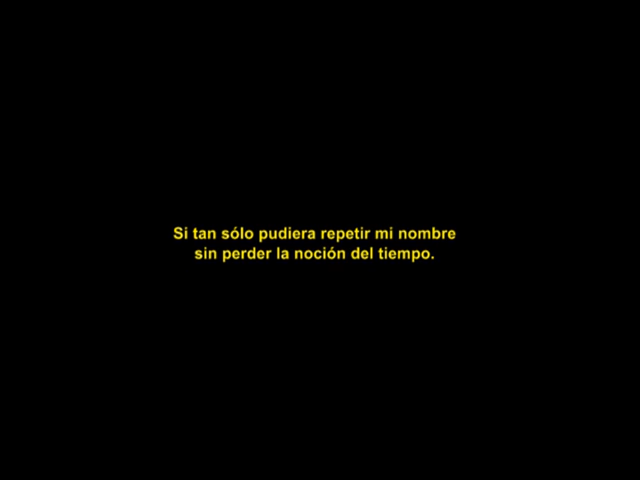 Si tan sólo pudiera repetir mi nombre
sin perder la noción del tiempo.